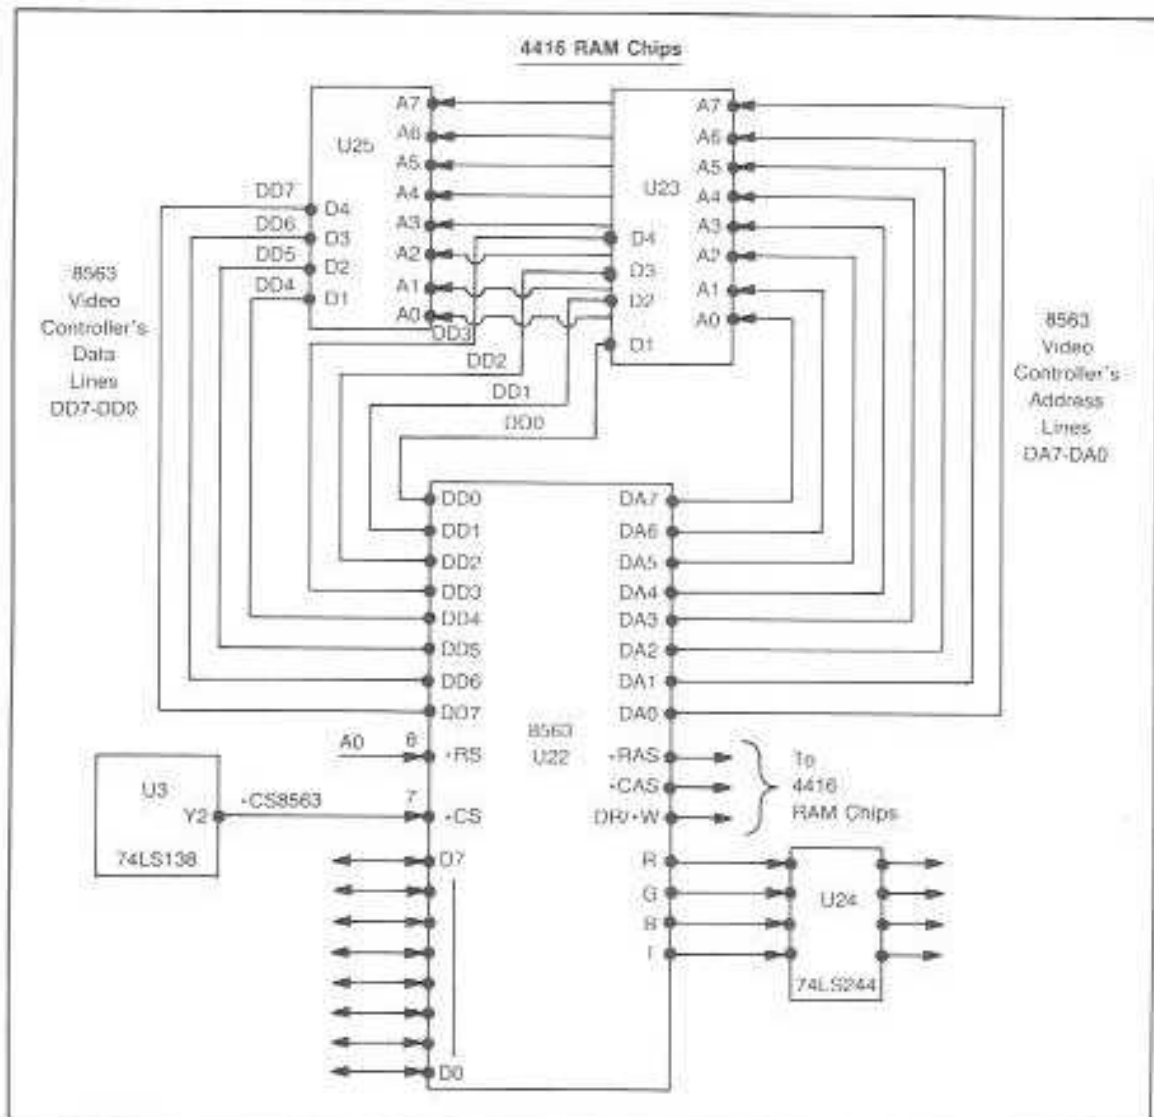 4416 RAM Chips
U25
A7
A6
A5
A4
A3
A2
A1
A0
DD7
DD6
DD5
DD4
D4
D3
D2
D1
U23
A7
A6
A5
A4
A3
A2
A1
A0
D4
D3
D2
D1
8563
Video
Controller's
Data
Lines
DD7-DD0
8563
Video
Controller's
Address
Lines
DA7-DA0
DD3
DD2
DD1
DD0
DD0
DD1
DD2
DD3
DD4
DD5
DD6
DD7
DA7
DA6
DA5
DA4
DA3
DA2
DA1
DA0
8563
U22
A0
6
*RS
U3
Y2
74LS138
*CS8563
7
*CS
D7
D0
*RAS
*CAS
DR/*W
To
4416
RAM Chips
R
G
B
I
U24
74LS244